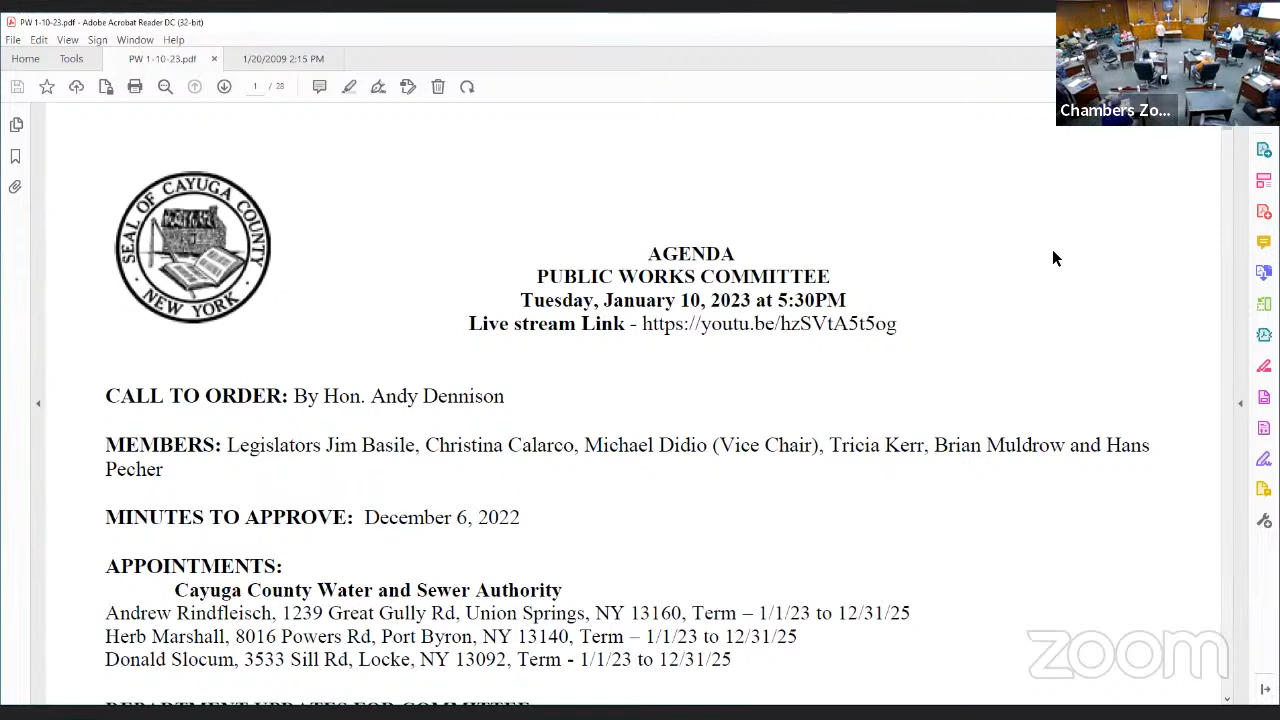 PW 1-10-23.pdf - Adobe Acrobat Reader DC (32-bit)
File Edit View Sign Window Help
Home Tools PW 1-10-23.pdf × 1/20/2009 2:15 PM
1 / 28
Chambers Zo...
SEAL OF CAYUGA COUNTY
NEW YORK
AGENDA
PUBLIC WORKS COMMITTEE
Tuesday, January 10, 2023 at 5:30PM
Live stream Link - https://youtu.be/hzSVtA5t5og
CALL TO ORDER: By Hon. Andy Dennison
MEMBERS: Legislators Jim Basile, Christina Calarco, Michael Didio (Vice Chair), Tricia Kerr, Brian Muldrow and Hans
Pecher
MINUTES TO APPROVE: December 6, 2022
APPOINTMENTS:
Cayuga County Water and Sewer Authority
Andrew Rindfleisch, 1239 Great Gully Rd, Union Springs, NY 13160, Term – 1/1/23 to 12/31/25
Herb Marshall, 8016 Powers Rd, Port Byron, NY 13140, Term – 1/1/23 to 12/31/25
Donald Slocum, 3533 Sill Rd, Locke, NY 13092, Term - 1/1/23 to 12/31/25
zoom
DEPARTMENT UPDATES FOR COMMITTEE